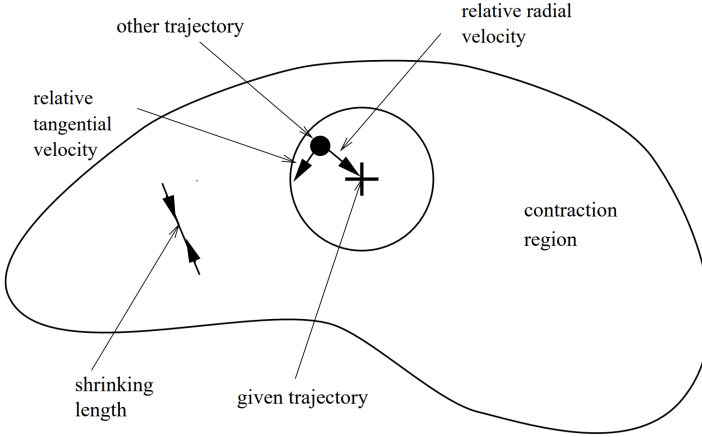 other trajectory
relative radial
velocity
relative
tangential
velocity
contraction
region
shrinking
length
given trajectory